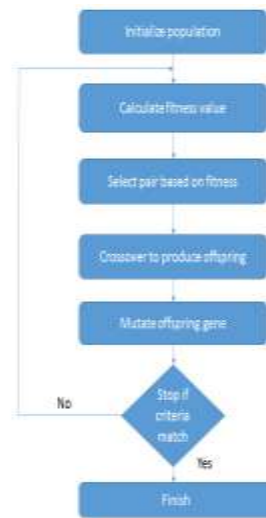 Initialize population
Calculate fitness value
Select pair based on fitness
Crossover to produce offspring
Mutate offspring gene
Stop if
criteria
match
No
Yes
Finish